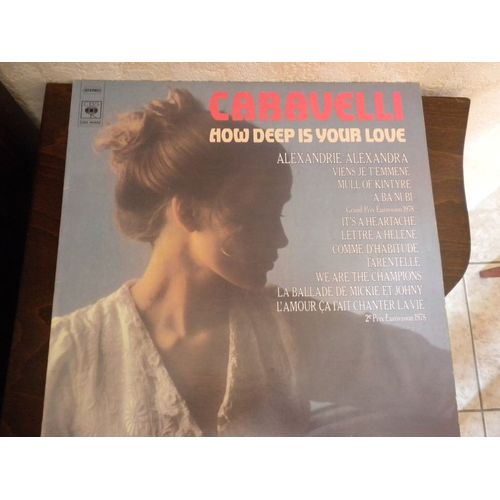 STEREO
CBS
CARAVELLI
HOW DEEP IS YOUR LOVE
ALEXANDRIE ALEXANDRA
VIENS JE T'EMMENE
MULL OF KINTYRE
A BA NI BI
Grand Prix Eurovision 1978
IT'S A HEARTACHE
LETTRE A HELENE
COMME D'HABITUDE
TARENTELLE
WE ARE THE CHAMPIONS
LA BALLADE DE MICKIE ET JOHNY
L'AMOUR ÇA FAIT CHANTER LA VIE
2e Prix Eurovision 1978